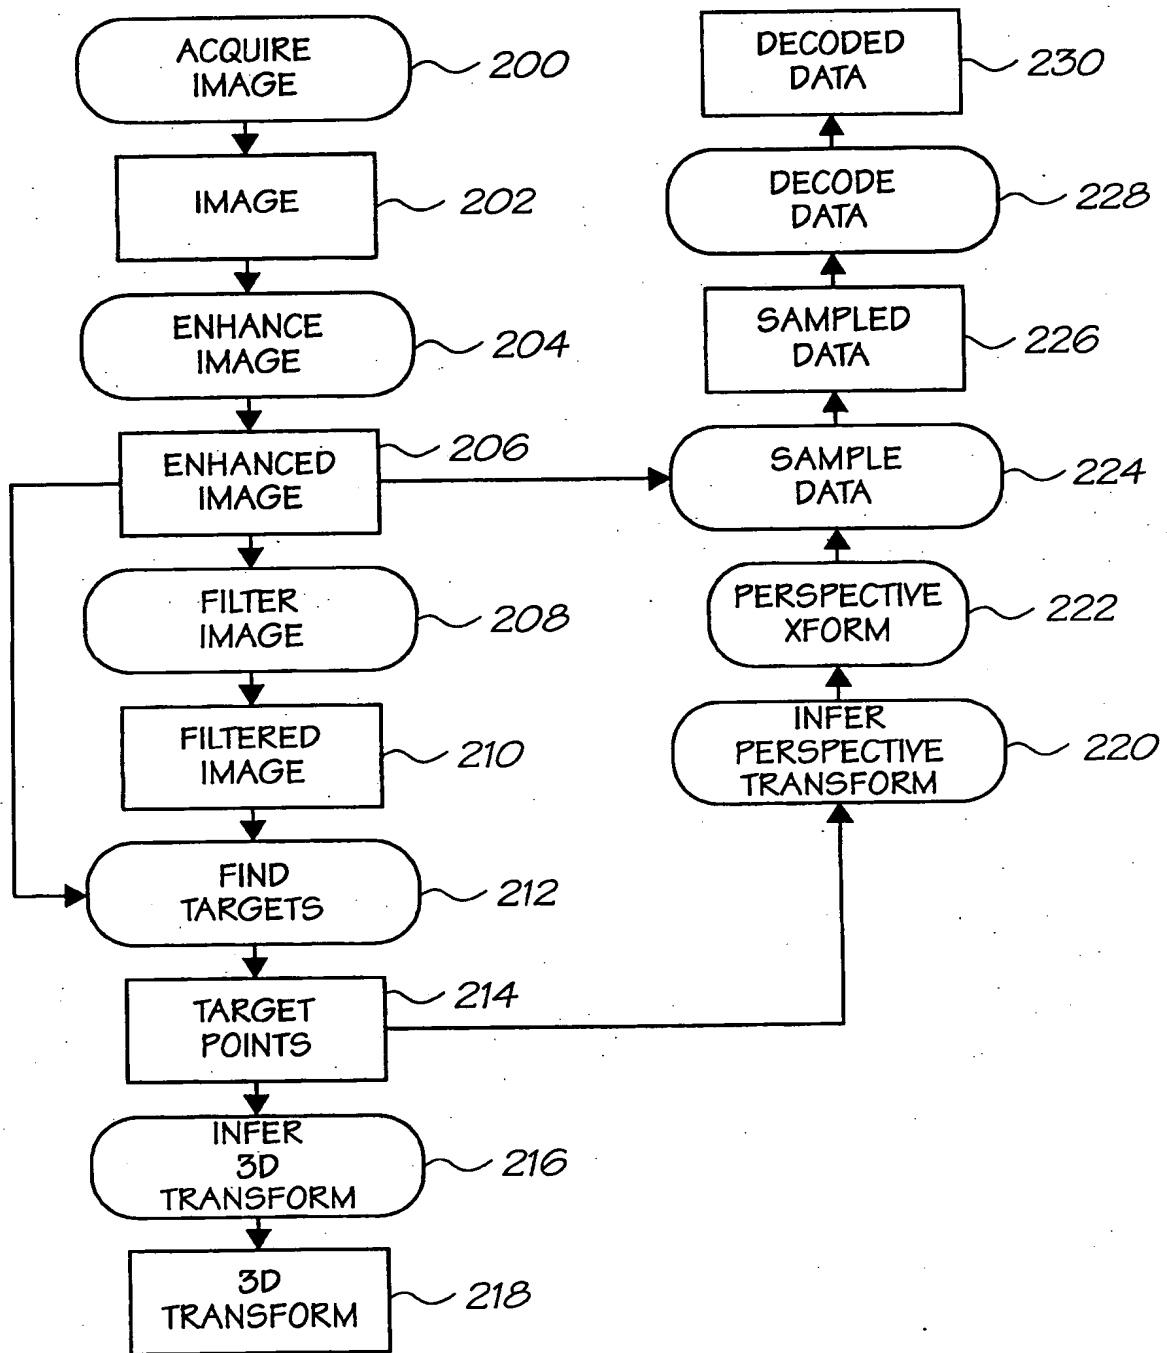 ACQUIRE
IMAGE
200
IMAGE
202
ENHANCE
IMAGE
204
ENHANCED
IMAGE
206
FILTER
IMAGE
208
FILTERED
IMAGE
210
FIND
TARGETS
212
TARGET
POINTS
214
INFER
3D
TRANSFORM
216
3D
TRANSFORM
218
DECODED
DATA
230
DECODE
DATA
228
SAMPLED
DATA
226
SAMPLE
DATA
224
PERSPECTIVE
XFORM
222
INFER
PERSPECTIVE
TRANSFORM
220